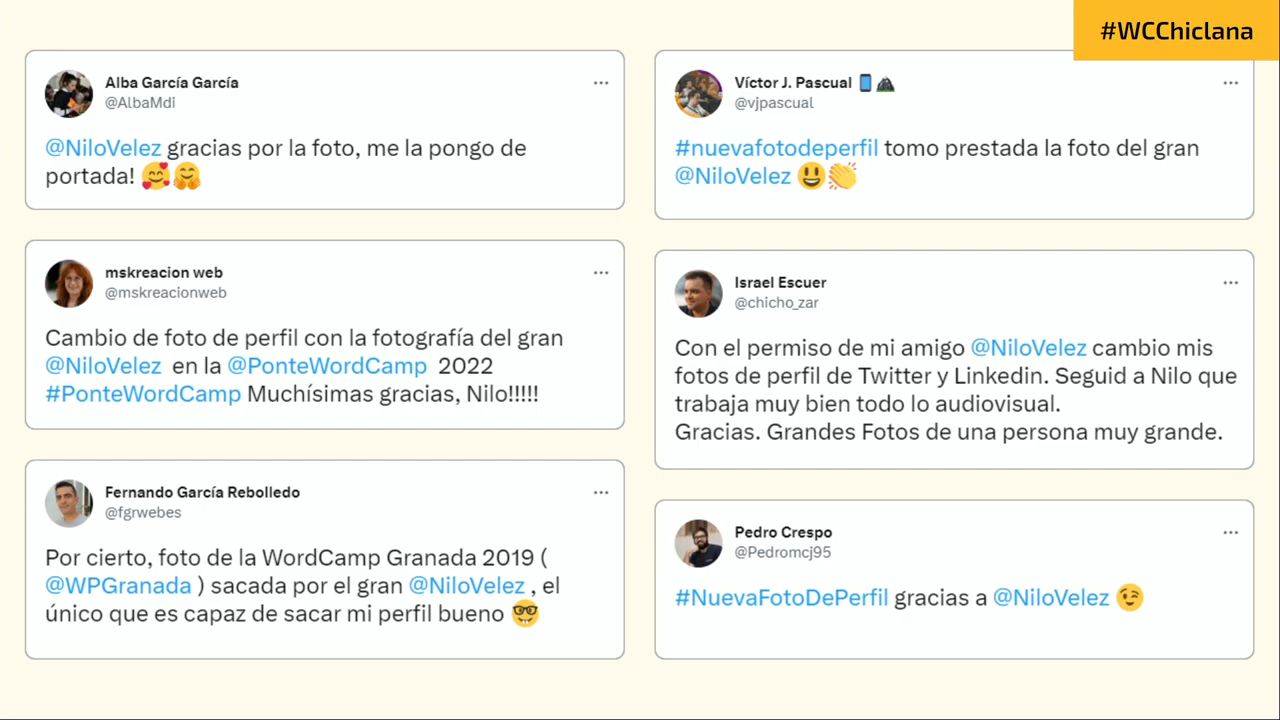 #WCChiclana
Alba García García
@AlbaMdi
@NiloVelez gracias por la foto, me la pongo de
portada! 🥰🤗
mskreacion web
@mskreacionweb
Cambio de foto de perfil con la fotografía del gran
@NiloVelez en la @PonteWordCamp 2022
#PonteWordCamp Muchísimas gracias, Nilo!!!!!
Fernando García Rebolledo
@fgrwebes
Por cierto, foto de la WordCamp Granada 2019 (
@WPGranada ) sacada por el gran @NiloVelez , el
único que es capaz de sacar mi perfil bueno 🤓
Víctor J. Pascual 📱🏔
@vjpascual
#nuevafotodeperfil tomo prestada la foto del gran
@NiloVelez 😃👏
Israel Escuer
@chicho_zar
Con el permiso de mi amigo @NiloVelez cambio mis
fotos de perfil de Twitter y Linkedin. Seguid a Nilo que
trabaja muy bien todo lo audiovisual.
Gracias. Grandes Fotos de una persona muy grande.
Pedro Crespo
@Pedromcj95
#NuevaFotoDePerfil gracias a @NiloVelez 😉